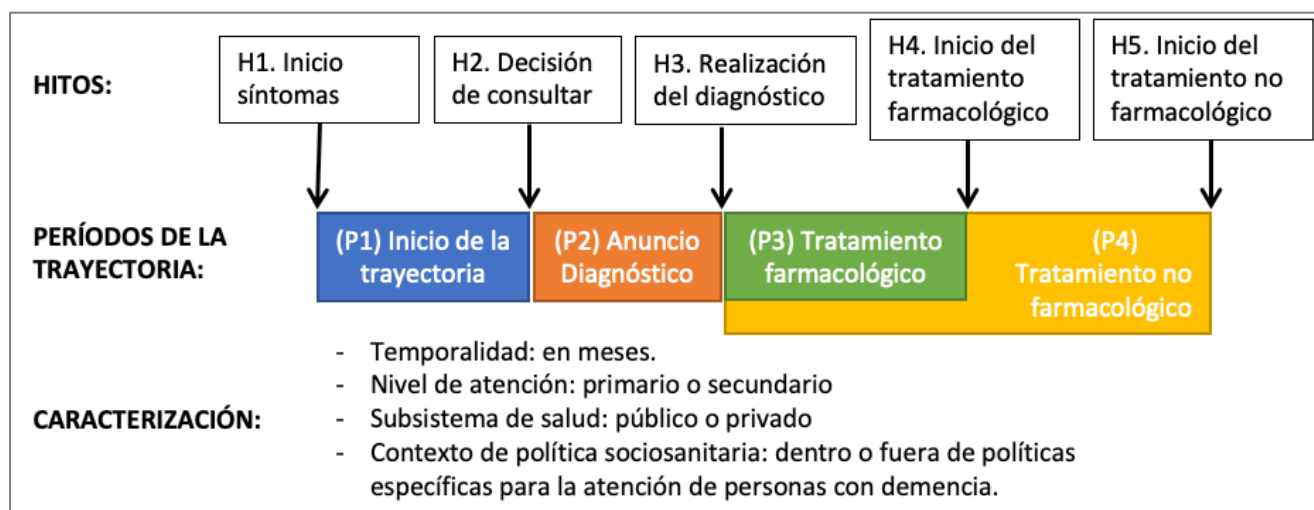 HITOS:
H1. Inicio
síntomas
H2. Decisión
de consultar
H3. Realización
del diagnóstico
H4. Inicio del
tratamiento
farmacológico
H5. Inicio del
tratamiento no
farmacológico
PERÍODOS DE LA
TRAYECTORIA:
(P1) Inicio de la
trayectoria
(P2) Anuncio
Diagnóstico
(P3) Tratamiento
farmacológico
(P4)
Tratamiento no
farmacológico
CARACTERIZACIÓN:
- Temporalidad: en meses.
- Nivel de atención: primario o secundario
- Subsistema de salud: público o privado
- Contexto de política sociosanitaria: dentro o fuera de políticas
específicas para la atención de personas con demencia.